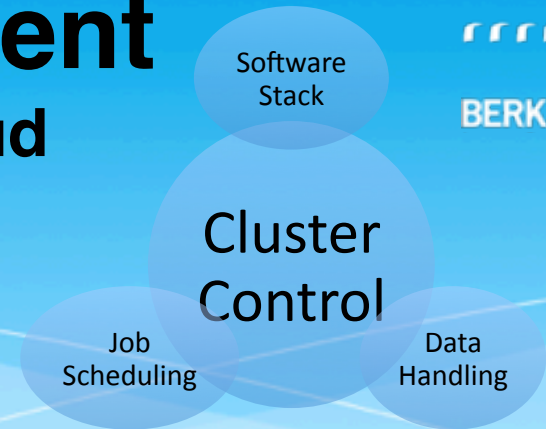 ent
ud
BERK
Software
Stack
Cluster
Control
Job
Scheduling
Data
Handling